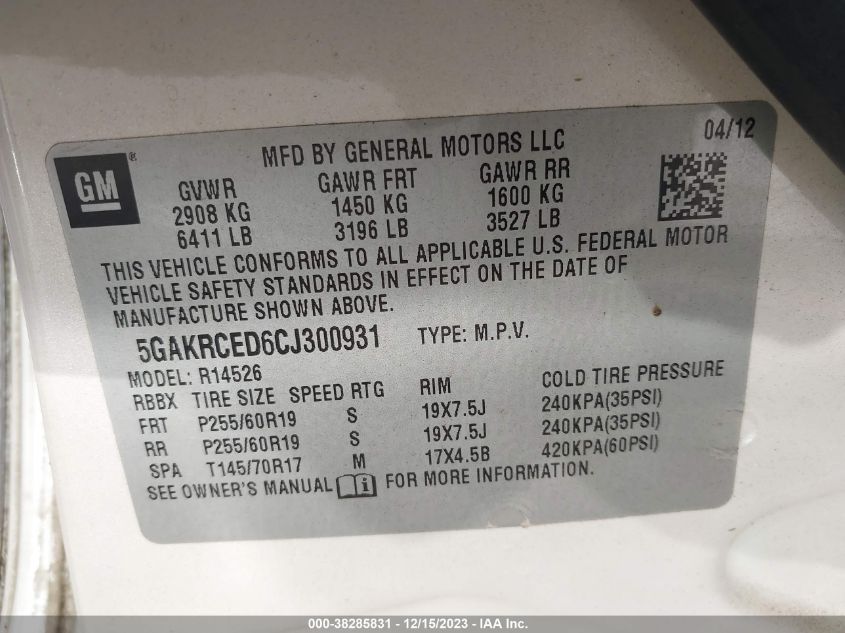 GM ®
MFD BY GENERAL MOTORS LLC
04/12
GVWR GAWR FRT GAWR RR
2908 KG 1450 KG 1600 KG
6411 LB 3196 LB 3527 LB
THIS VEHICLE CONFORMS TO ALL APPLICABLE U.S. FEDERAL MOTOR
VEHICLE SAFETY STANDARDS IN EFFECT ON THE DATE OF
MANUFACTURE SHOWN ABOVE.
5GAKRCED6CJ300931 TYPE: M.P.V.
MODEL: R14526
RBBX TIRE SIZE SPEED RTG RIM COLD TIRE PRESSURE
FRT P255/60R19 S 19X7.5J 240KPA(35PSI)
RR P255/60R19 S 19X7.5J 240KPA(35PSI)
SPA T145/70R17 M 17X4.5B 420KPA(60PSI)
SEE OWNER'S MANUAL i FOR MORE INFORMATION.
000-38285831 - 12/15/2023 - IAA Inc.